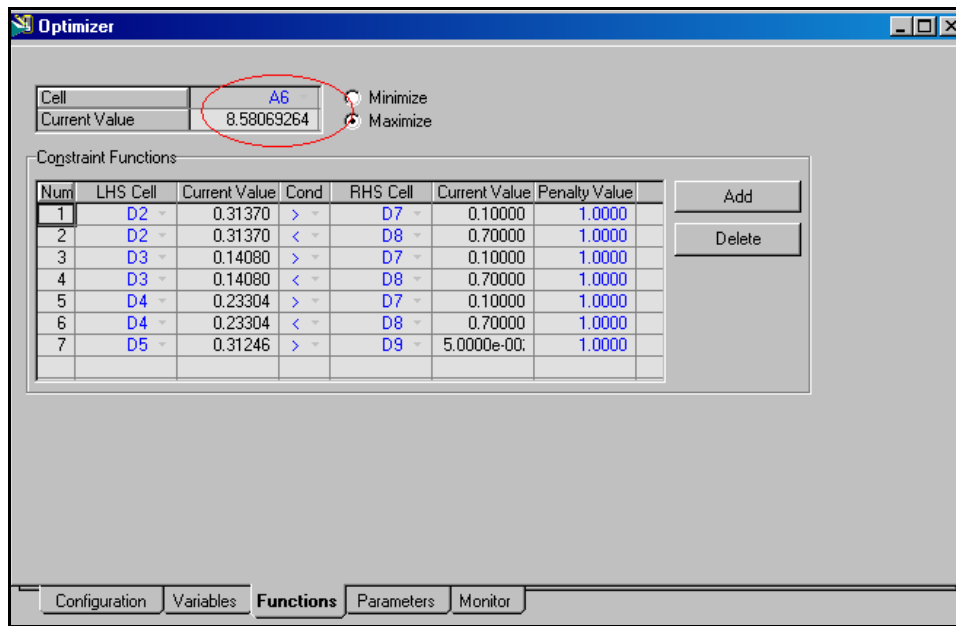 Optimizer
Cell A6 Minimize
Current Value 8.58069264 Maximize
Constraint Functions
Num LHS Cell Current Value Cond RHS Cell Current Value Penalty Value
1 D2 0.31370 > D7 0.10000 1.0000
2 D2 0.31370 < D8 0.70000 1.0000
3 D3 0.14080 > D7 0.10000 1.0000
4 D3 0.14080 < D8 0.70000 1.0000
5 D4 0.23304 > D7 0.10000 1.0000
6 D4 0.23304 < D8 0.70000 1.0000
7 D5 0.31246 > D9 5.0000e-00 1.0000
Add
Delete
Configuration Variables Functions Parameters Monitor